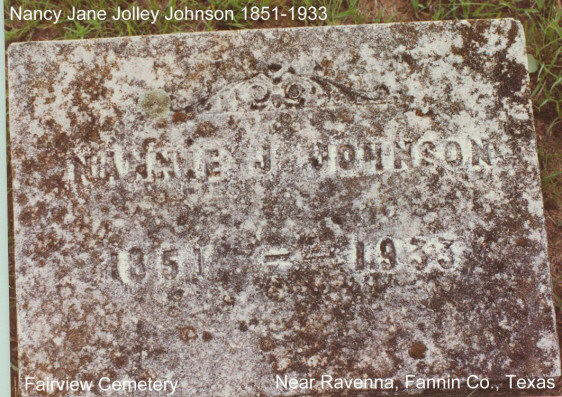 Nancy Jane Jolley Johnson 1851-1933
NANNIE J. JOHNSON
1851 = = 1933
Fairview Cemetery
Near Ravenna, Fannin Co., Texas